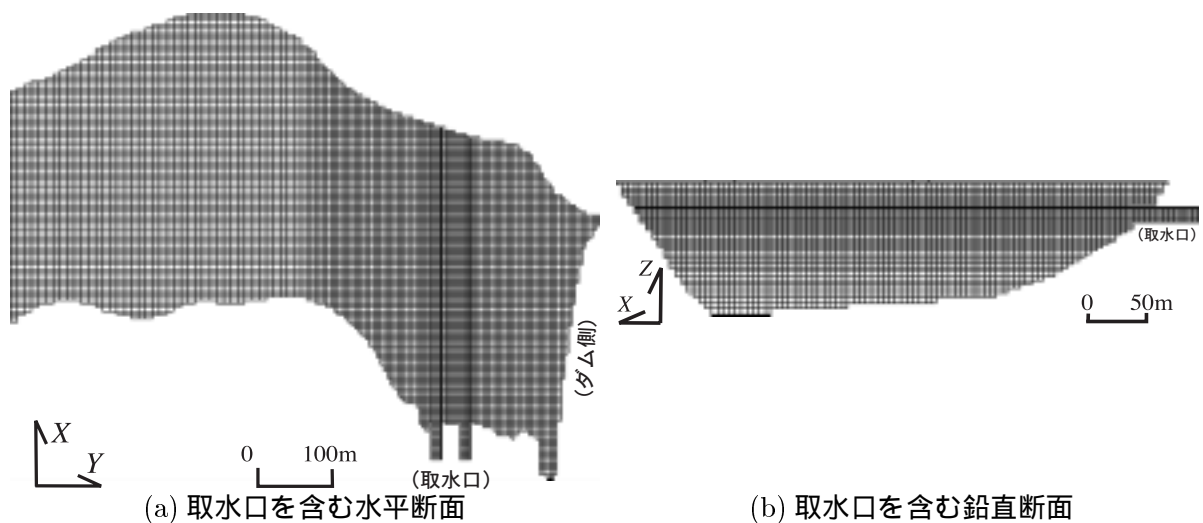 (ダム側)
X
Y
0 100m
(取水口)
(a) 取水口を含む水平断面
(取水口)
Z
X
0 50m
(b) 取水口を含む鉛直断面